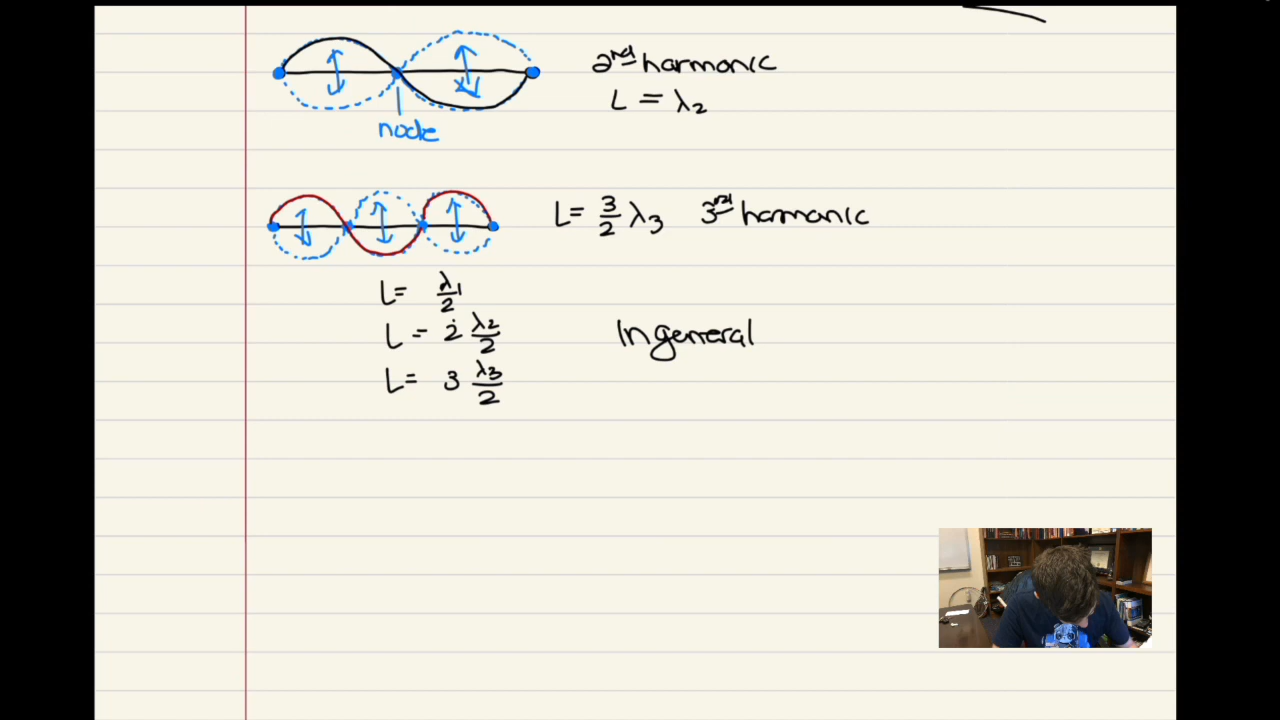 2nd harmonic
L = λ₂
node
L = 3/2 λ₃ 3rd harmonic
L = λ₁/2
L = 2 λ₂/2
In general
L = 3 λ₃/2